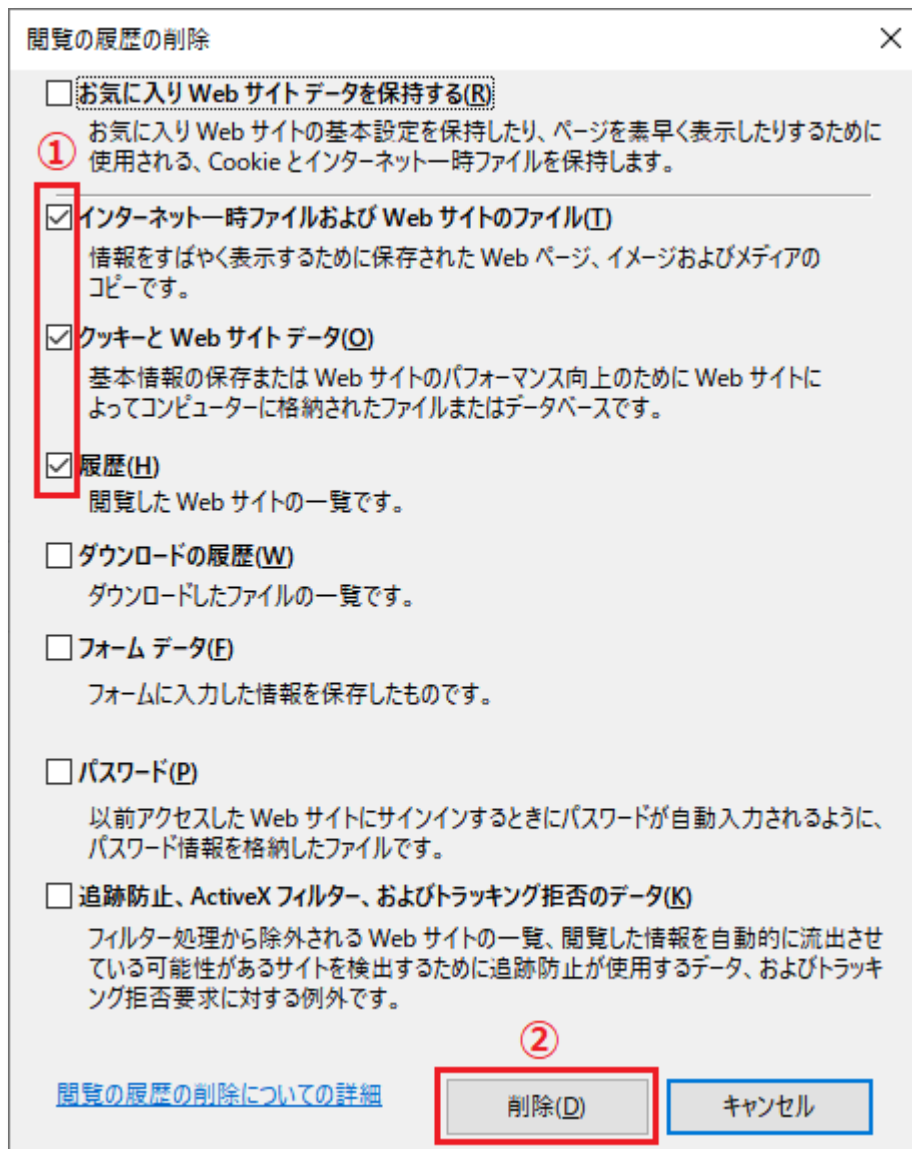 閲覧の履歴の削除
お気に入り Web サイト データを保持する(R)
お気に入り Web サイトの基本設定を保持したり、ページを素早く表示したりするために
使用される、Cookie とインターネット一時ファイルを保持します。
①
インターネット一時ファイルおよび Web サイトのファイル(T)
情報をすばやく表示するために保存された Web ページ、イメージおよびメディアの
コピーです。
クッキーと Web サイト データ(O)
基本情報の保存または Web サイトのパフォーマンス向上のために Web サイトに
よってコンピューターに格納されたファイルまたはデータベースです。
履歴(H)
閲覧した Web サイトの一覧です。
ダウンロードの履歴(W)
ダウンロードしたファイルの一覧です。
フォーム データ(F)
フォームに入力した情報を保存したものです。
パスワード(P)
以前アクセスした Web サイトにサインインするときにパスワードが自動入力されるように、
パスワード情報を格納したファイルです。
追跡防止、ActiveX フィルター、およびトラッキング拒否のデータ(K)
フィルター処理から除外される Web サイトの一覧、閲覧した情報を自動的に流出させ
ている可能性があるサイトを検出するために追跡防止が使用するデータ、およびトラッキ
ング拒否要求に対する例外です。
②
閲覧の履歴の削除についての詳細
削除(D)
キャンセル